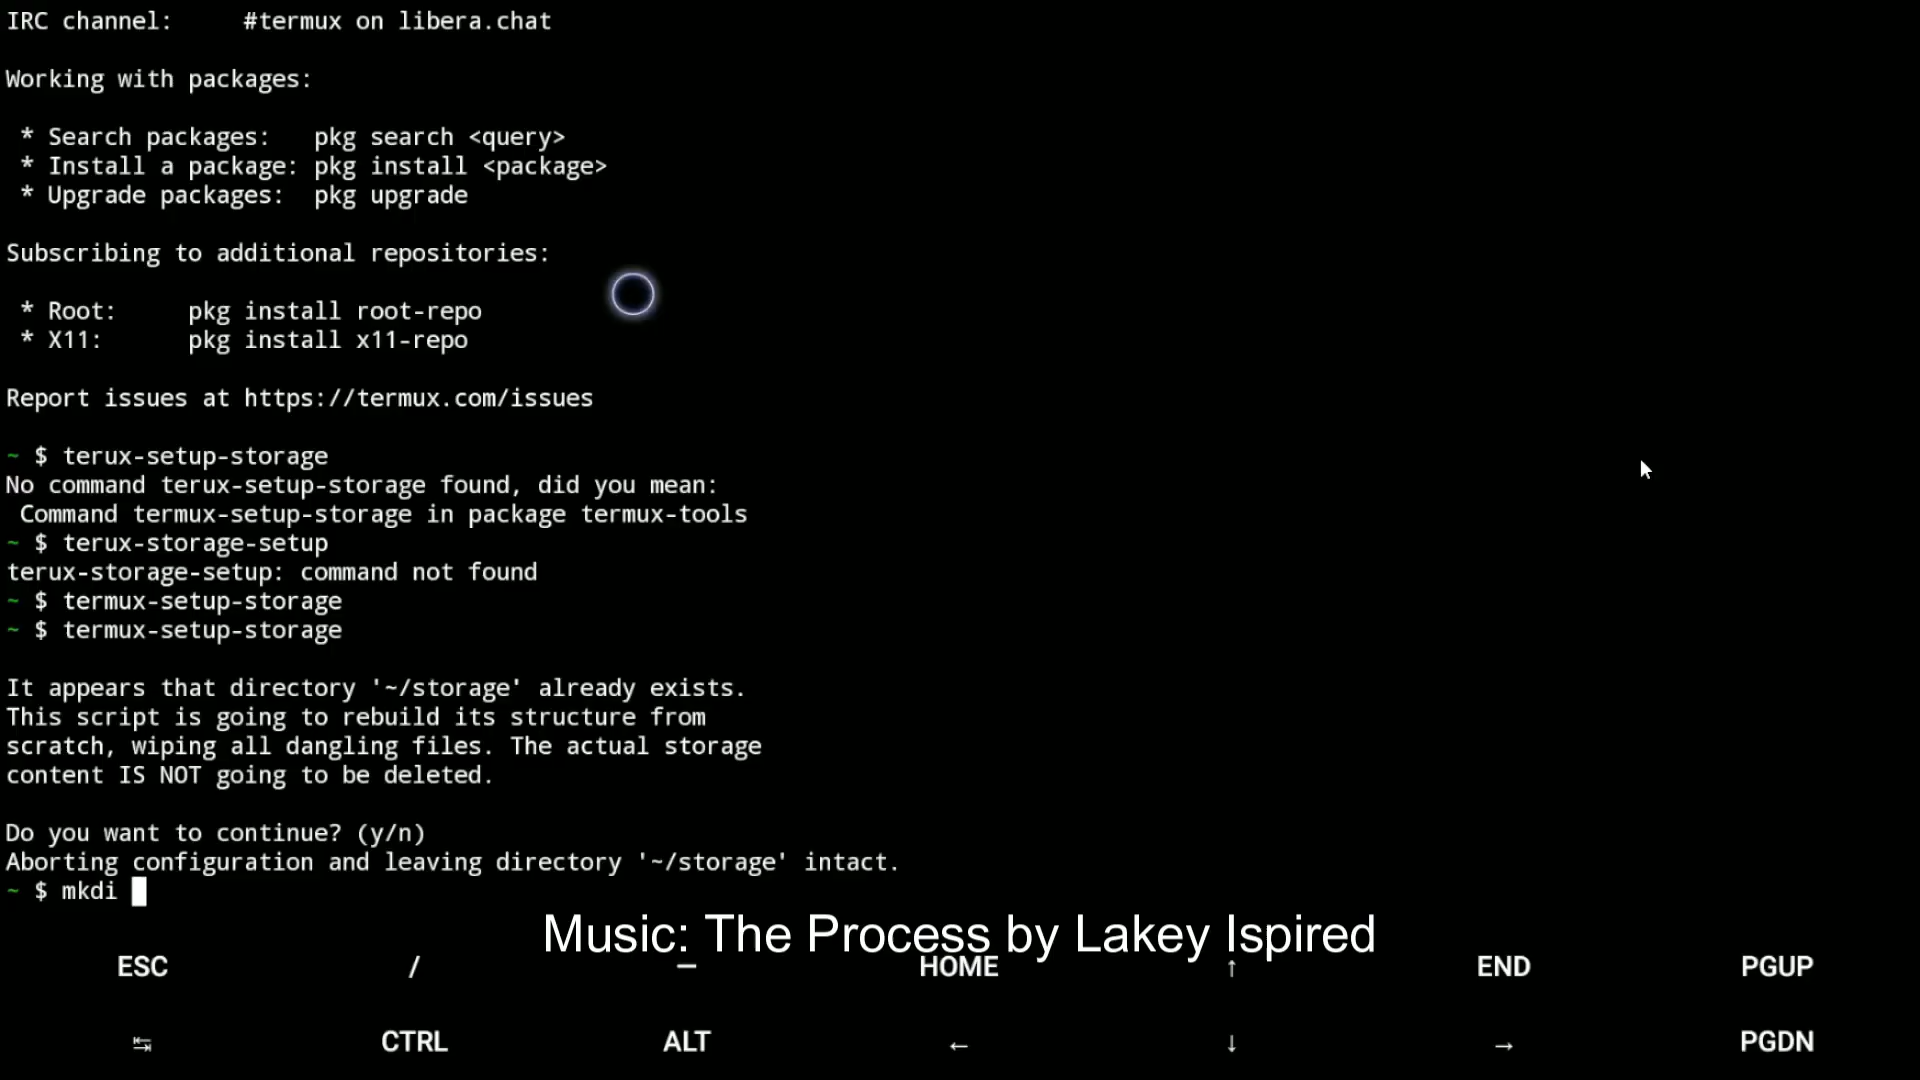 IRC channel:     #termux on libera.chat
Working with packages:
* Search packages:   pkg search <query>
* Install a package: pkg install <package>
* Upgrade packages:  pkg upgrade
Subscribing to additional repositories:
* Root:     pkg install root-repo
* X11:      pkg install x11-repo
Report issues at https://termux.com/issues
~ $ terux-setup-storage
No command terux-setup-storage found, did you mean:
Command termux-setup-storage in package termux-tools
~ $ terux-storage-setup
terux-storage-setup: command not found
~ $ termux-setup-storage
~ $ termux-setup-storage
It appears that directory '~/storage' already exists.
This script is going to rebuild its structure from
scratch, wiping all dangling files. The actual storage
content IS NOT going to be deleted.
Do you want to continue? (y/n)
Aborting configuration and leaving directory '~/storage' intact.
~ $ mkdi
Music: The Process by Lakey Ispired
ESC / – HOME ↑ END PGUP
↹ CTRL ALT ← ↓ → PGDN